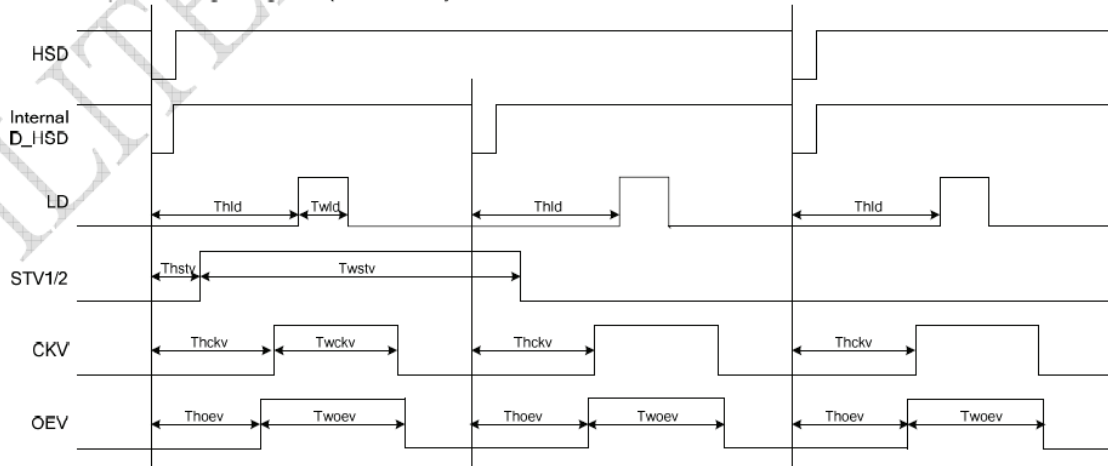 HSD
Internal
D_HSD
LD
Thld
Twld
Thld
Thld
STV1/2
Thstv
Twstv
CKV
Thckv
Twckv
Thckv
Thckv
OEV
Thoev
Twoev
Thoev
Twoev
Thoev
Twoev